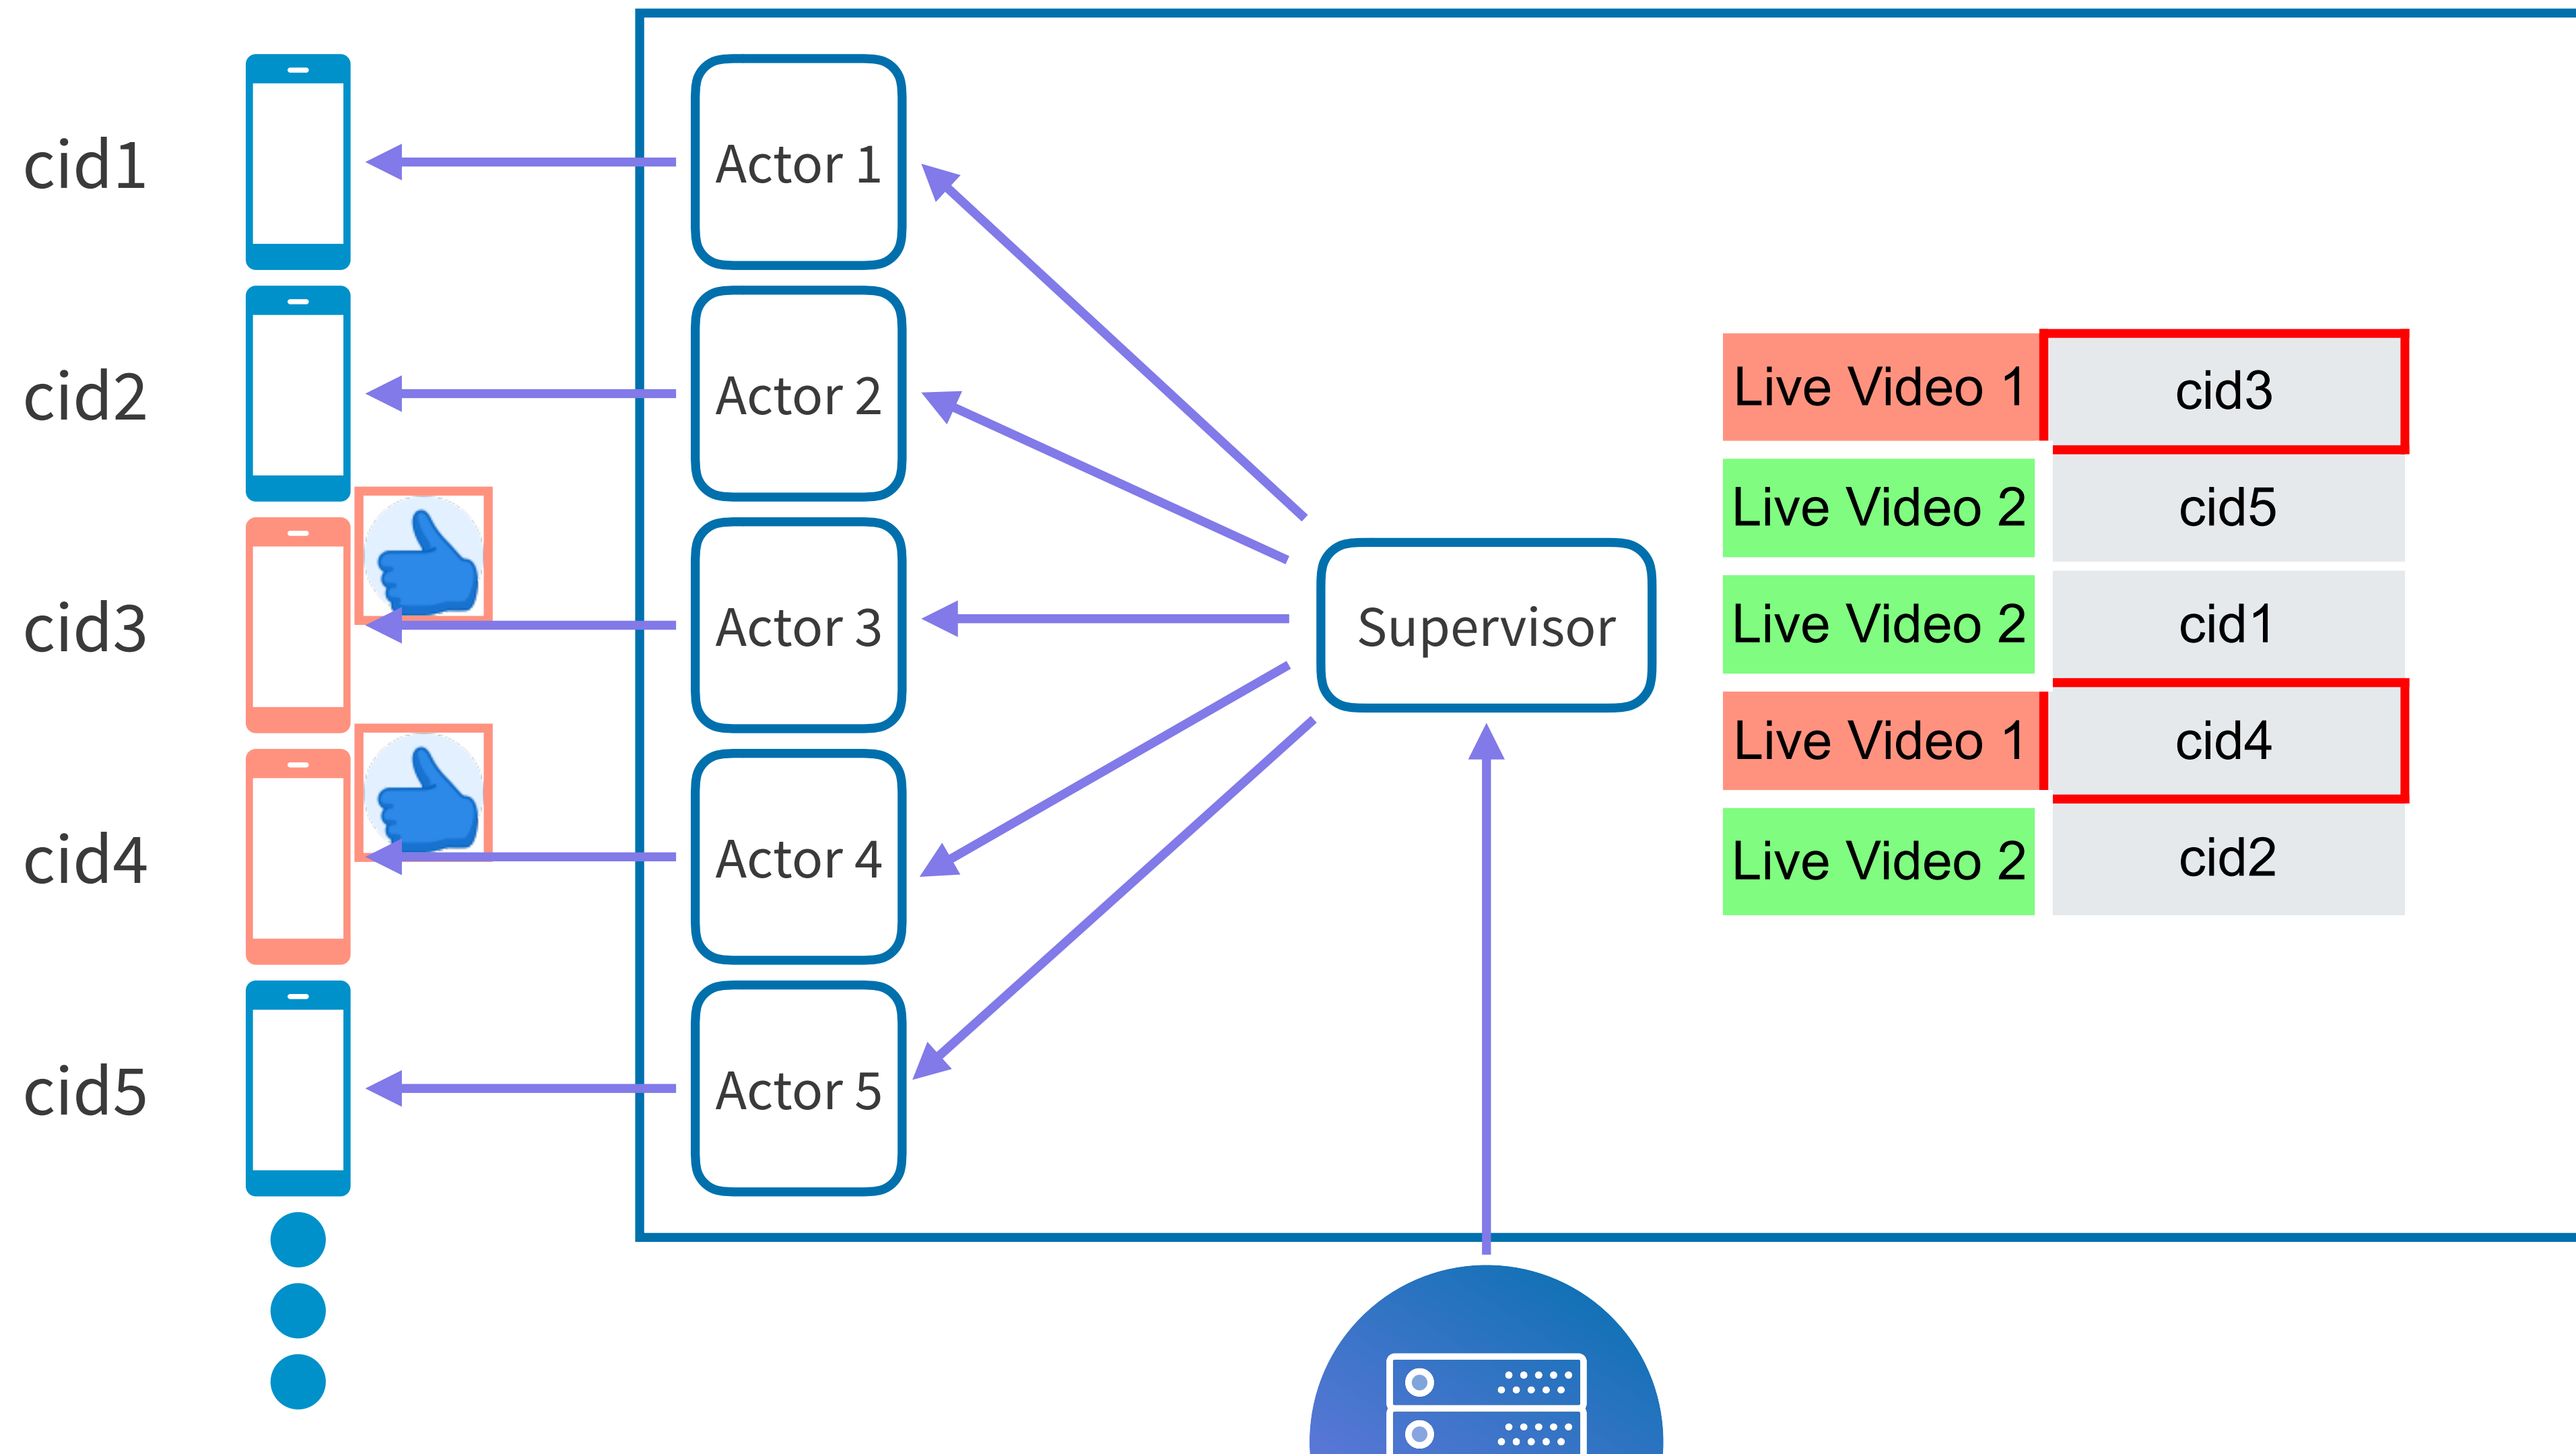 cid1
Actor 1
cid2
Actor 2
cid3
Actor 3
cid4
Actor 4
cid5
Actor 5
Supervisor
Live Video 1 cid3
Live Video 2 cid5
Live Video 2 cid1
Live Video 1 cid4
Live Video 2 cid2